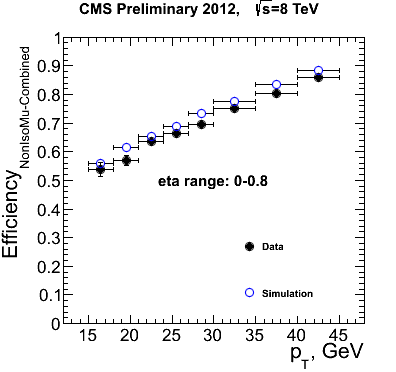 CMS Preliminary 2012, √s=8 TeV
Efficiency NonIsoMu-Combined
1
0.9
0.8
0.7
0.6
0.5
0.4
0.3
0.2
0.1
0
eta range: 0-0.8
Data
Simulation
15 20 25 30 35 40 45
p_T, GeV